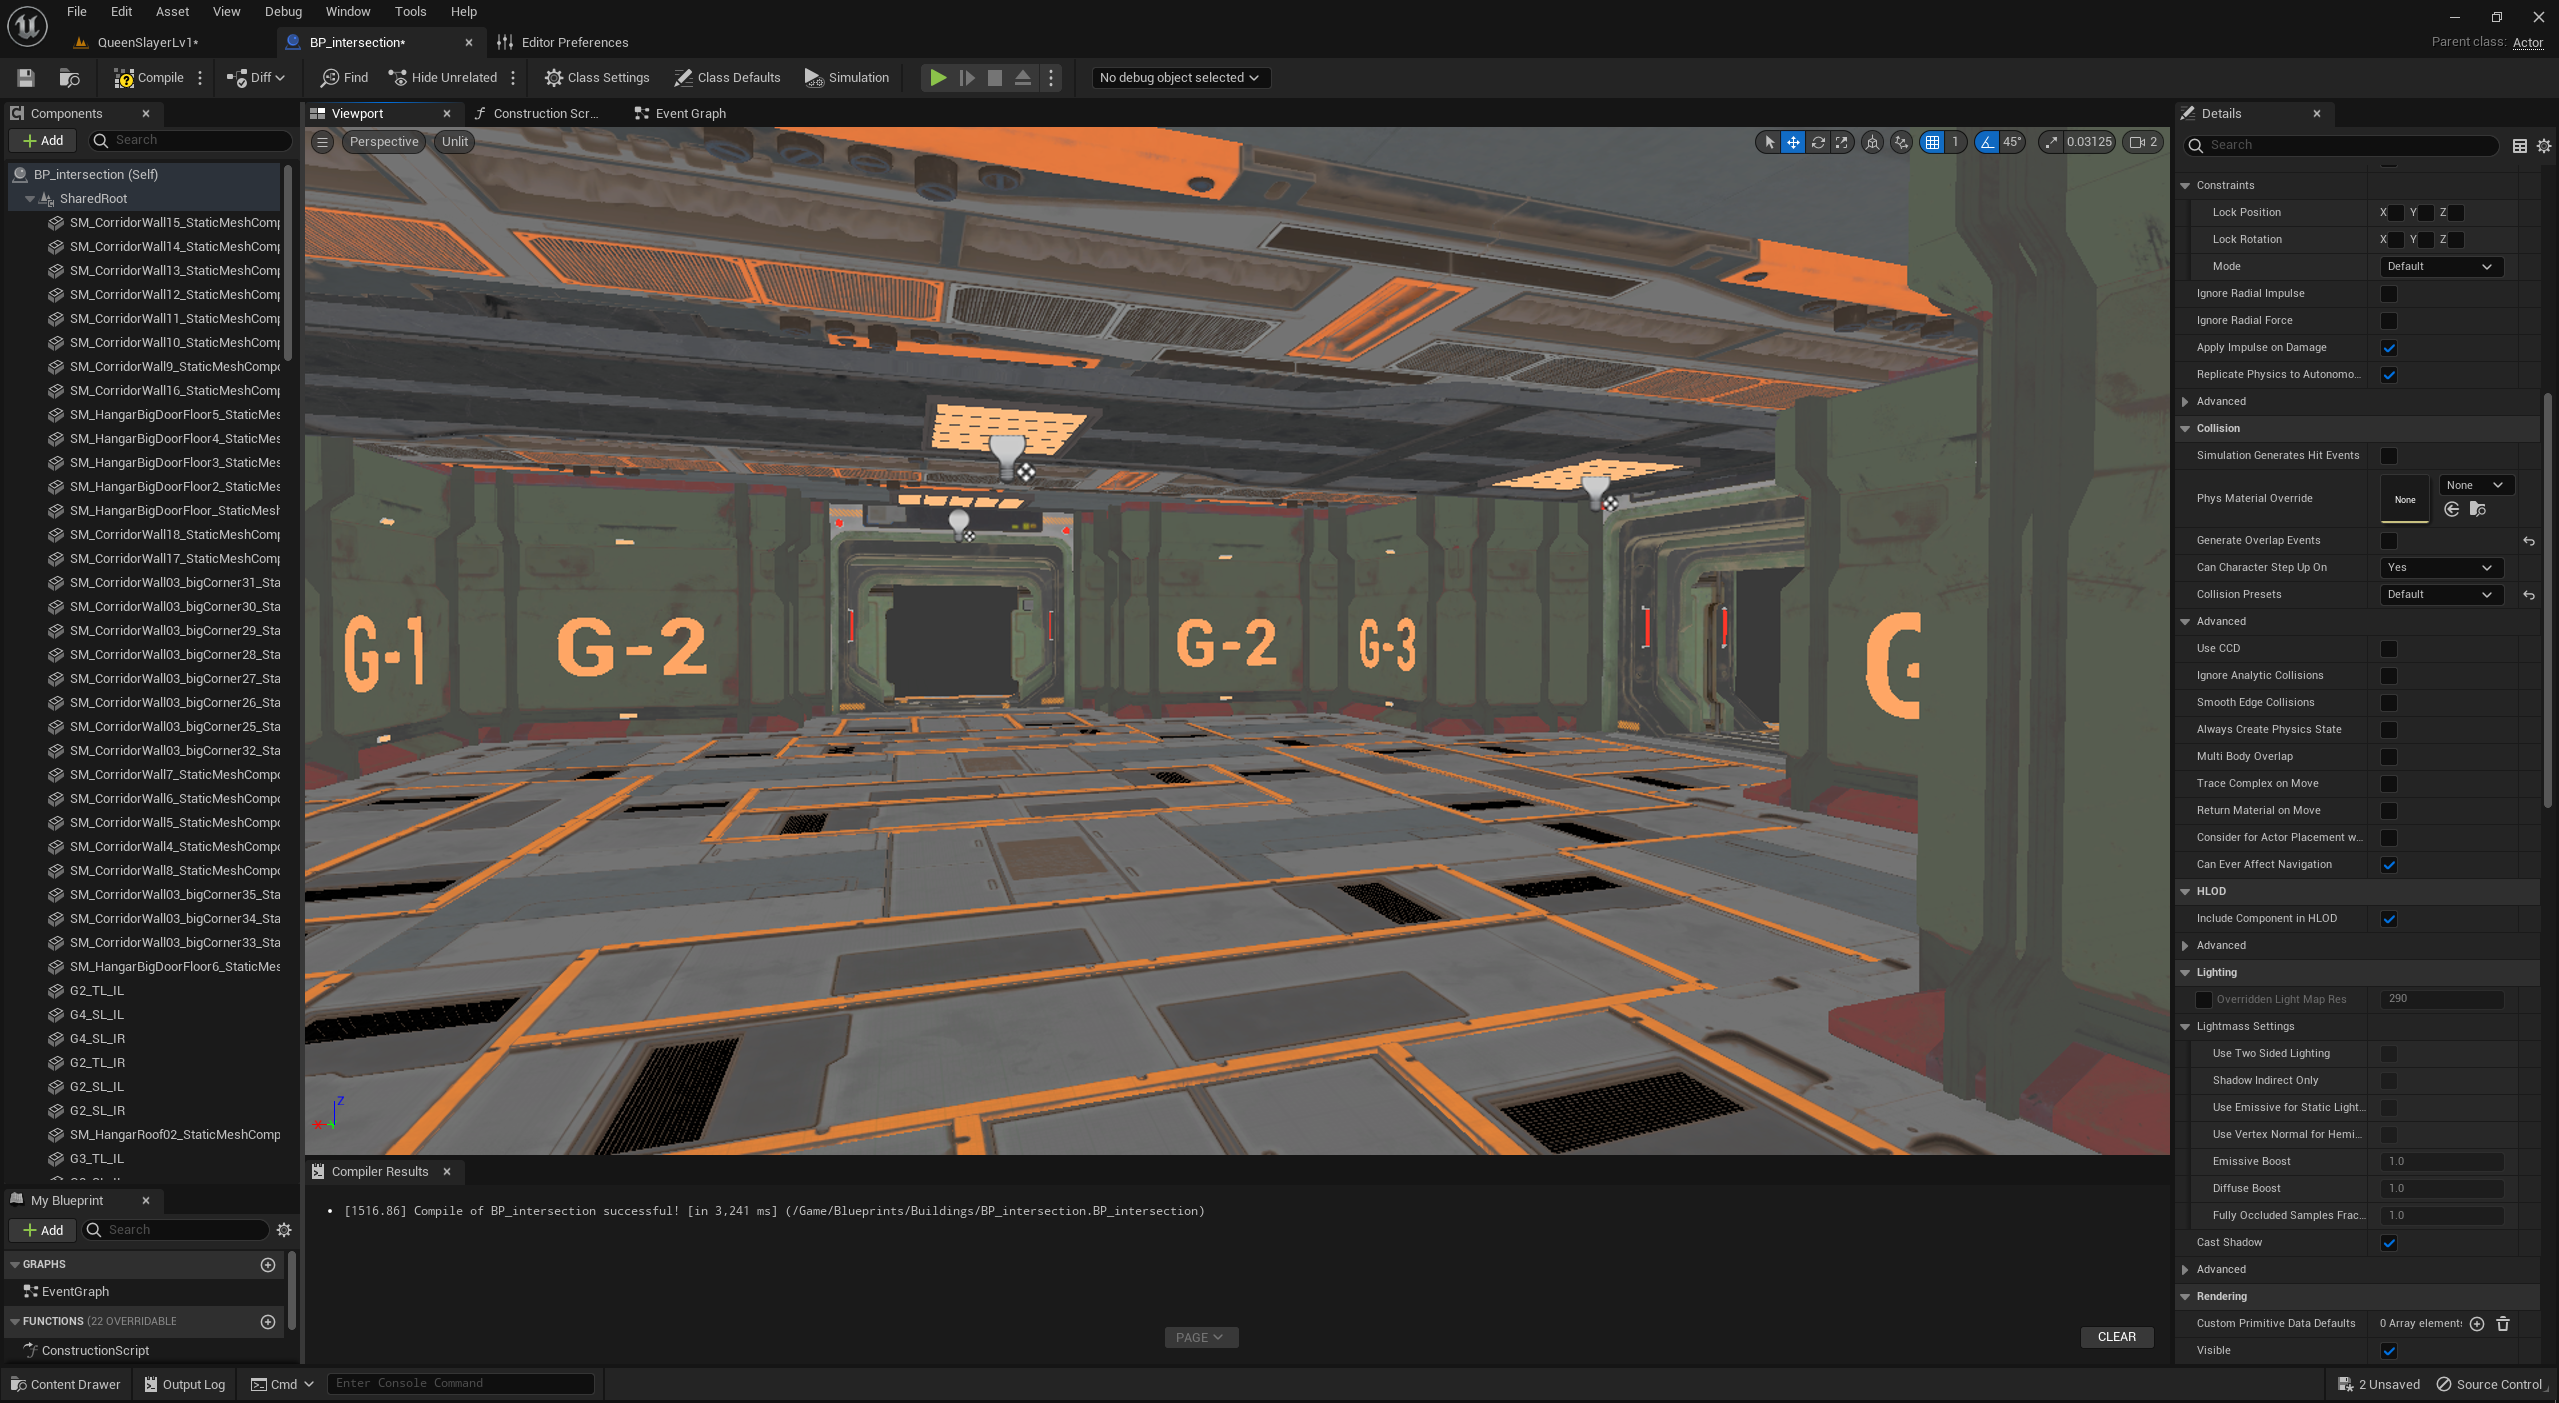 File Edit Asset View Debug Window Tools Help
QueenSlayerLv1*
BP_intersection*
Editor Preferences
Parent class: Actor
Compile
Diff
Find
Hide Unrelated
Class Settings
Class Defaults
Simulation
No debug object selected
Components
Add
Search
BP_intersection (Self)
SharedRoot
SM_CorridorWall15_StaticMeshComp
SM_CorridorWall14_StaticMeshComp
SM_CorridorWall13_StaticMeshComp
SM_CorridorWall12_StaticMeshComp
SM_CorridorWall11_StaticMeshComp
SM_CorridorWall10_StaticMeshComp
SM_CorridorWall9_StaticMeshCompo
SM_CorridorWall16_StaticMeshComp
SM_HangarBigDoorFloor5_StaticMes
SM_HangarBigDoorFloor4_StaticMes
SM_HangarBigDoorFloor3_StaticMes
SM_HangarBigDoorFloor2_StaticMes
SM_HangarBigDoorFloor_StaticMesh
SM_CorridorWall18_StaticMeshComp
SM_CorridorWall17_StaticMeshComp
SM_CorridorWall03_bigCorner31_Sta
SM_CorridorWall03_bigCorner30_Sta
SM_CorridorWall03_bigCorner29_Sta
SM_CorridorWall03_bigCorner28_Sta
SM_CorridorWall03_bigCorner27_Sta
SM_CorridorWall03_bigCorner26_Sta
SM_CorridorWall03_bigCorner25_Sta
SM_CorridorWall03_bigCorner32_Sta
SM_CorridorWall7_StaticMeshCompo
SM_CorridorWall6_StaticMeshCompo
SM_CorridorWall5_StaticMeshCompo
SM_CorridorWall4_StaticMeshCompo
SM_CorridorWall8_StaticMeshCompo
SM_CorridorWall03_bigCorner35_Sta
SM_CorridorWall03_bigCorner34_Sta
SM_CorridorWall03_bigCorner33_Sta
SM_HangarBigDoorFloor6_StaticMes
G2_TL_IL
G4_SL_IL
G4_SL_IR
G2_TL_IR
G2_SL_IL
G2_SL_IR
SM_HangarRoof02_StaticMeshComp
G3_TL_IL
My Blueprint
Add
Search
GRAPHS
EventGraph
FUNCTIONS (22 OVERRIDABLE
ConstructionScript
Viewport
Construction Scr...
Event Graph
Perspective
Unlit
1
45°
0.03125
2
G-1
G-2
G-2
G-3
G
Z
X
Compiler Results
[1516.86] Compile of BP_intersection successful! [in 3,241 ms] (/Game/Blueprints/Buildings/BP_intersection.BP_intersection)
PAGE
CLEAR
Details
Search
Constraints
Lock Position X Y Z
Lock Rotation X Y Z
Mode Default
Ignore Radial Impulse
Ignore Radial Force
Apply Impulse on Damage
Replicate Physics to Autonomo...
Advanced
Collision
Simulation Generates Hit Events
Phys Material Override None None
Generate Overlap Events
Can Character Step Up On Yes
Collision Presets Default
Advanced
Use CCD
Ignore Analytic Collisions
Smooth Edge Collisions
Always Create Physics State
Multi Body Overlap
Trace Complex on Move
Return Material on Move
Consider for Actor Placement w...
Can Ever Affect Navigation
HLOD
Include Component in HLOD
Advanced
Lighting
Overridden Light Map Res 290
Lightmass Settings
Use Two Sided Lighting
Shadow Indirect Only
Use Emissive for Static Light...
Use Vertex Normal for Hemi...
Emissive Boost 1.0
Diffuse Boost 1.0
Fully Occluded Samples Frac... 1.0
Cast Shadow
Advanced
Rendering
Custom Primitive Data Defaults 0 Array element
Visible
Content Drawer
Output Log
Cmd
Enter Console Command
2 Unsaved
Source Control